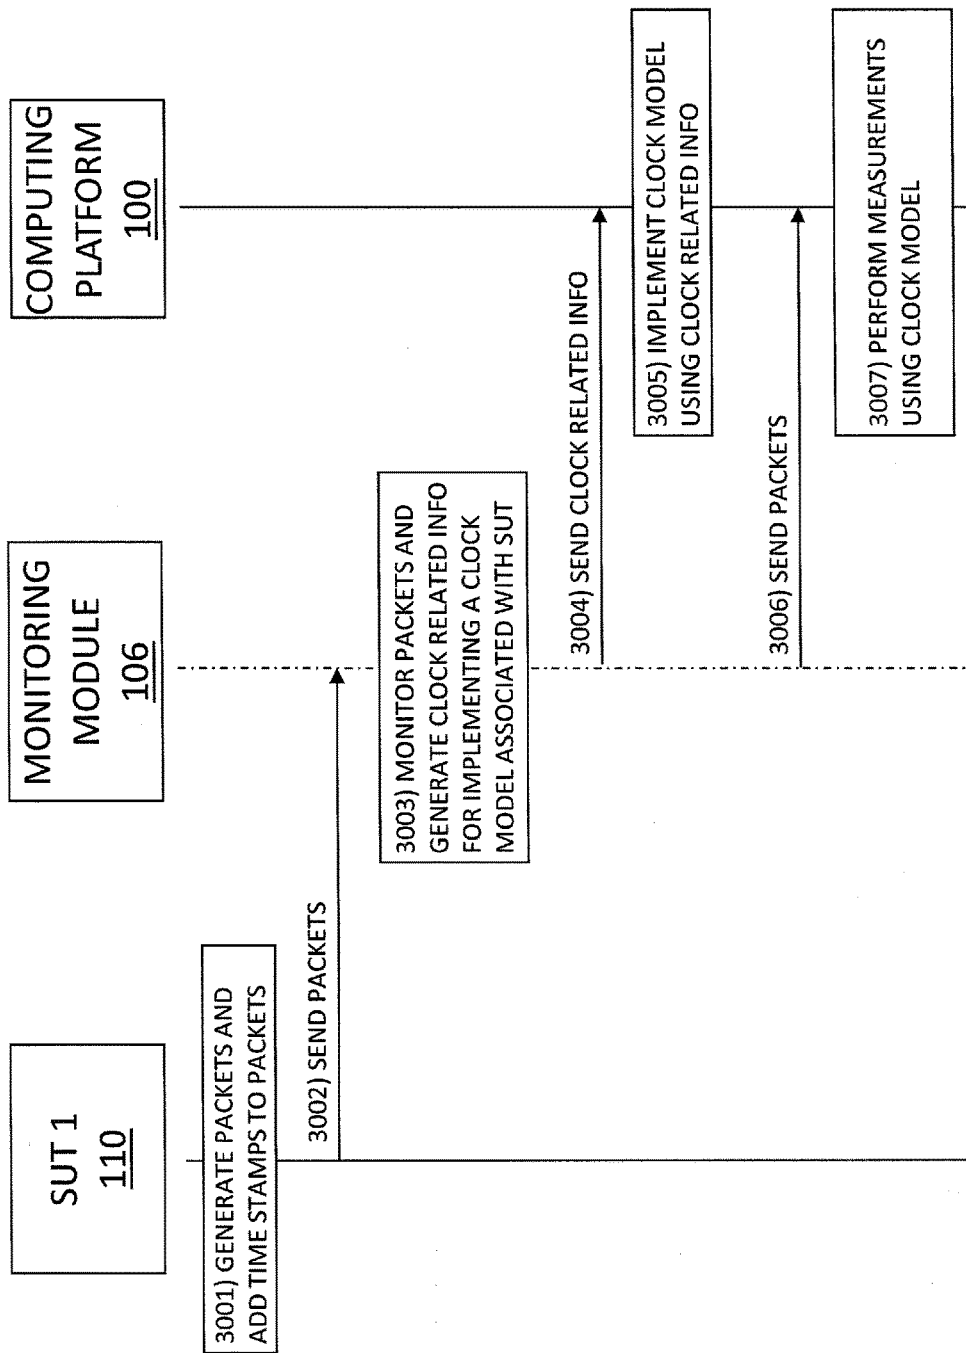 SUT 1
110
MONITORING
MODULE
106
COMPUTING
PLATFORM
100
3001) GENERATE PACKETS AND
ADD TIME STAMPS TO PACKETS
3002) SEND PACKETS
3003) MONITOR PACKETS AND
GENERATE CLOCK RELATED INFO
FOR IMPLEMENTING A CLOCK
MODEL ASSOCIATED WITH SUT
3004) SEND CLOCK RELATED INFO
3005) IMPLEMENT CLOCK MODEL
USING CLOCK RELATED INFO
3006) SEND PACKETS
3007) PERFORM MEASUREMENTS
USING CLOCK MODEL